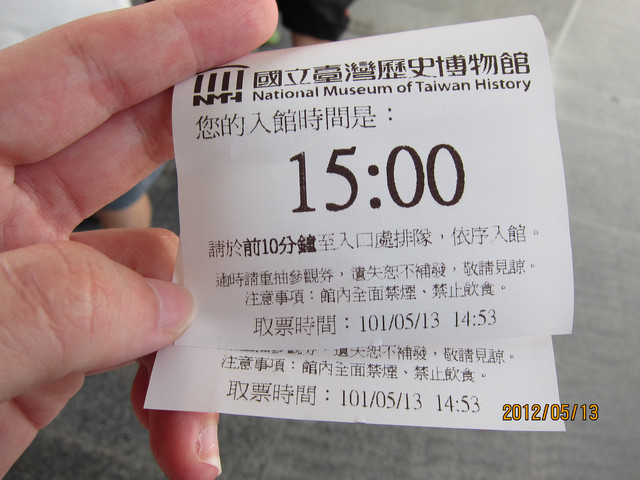 NMTH 國立臺灣歷史博物館
National Museum of Taiwan History
您的入館時間是：
15:00
請於前10分鐘至入口處排隊，依序入館。
逾時請重抽參觀券，遺失恕不補發，敬請見諒。
注意事項：館內全面禁煙、禁止飲食。
取票時間：101/05/13 14:53
重抽參觀券，遺失恕不補發，敬請見諒。
注意事項：館內全面禁煙、禁止飲食。
取票時間：101/05/13 14:53
2012/05/13